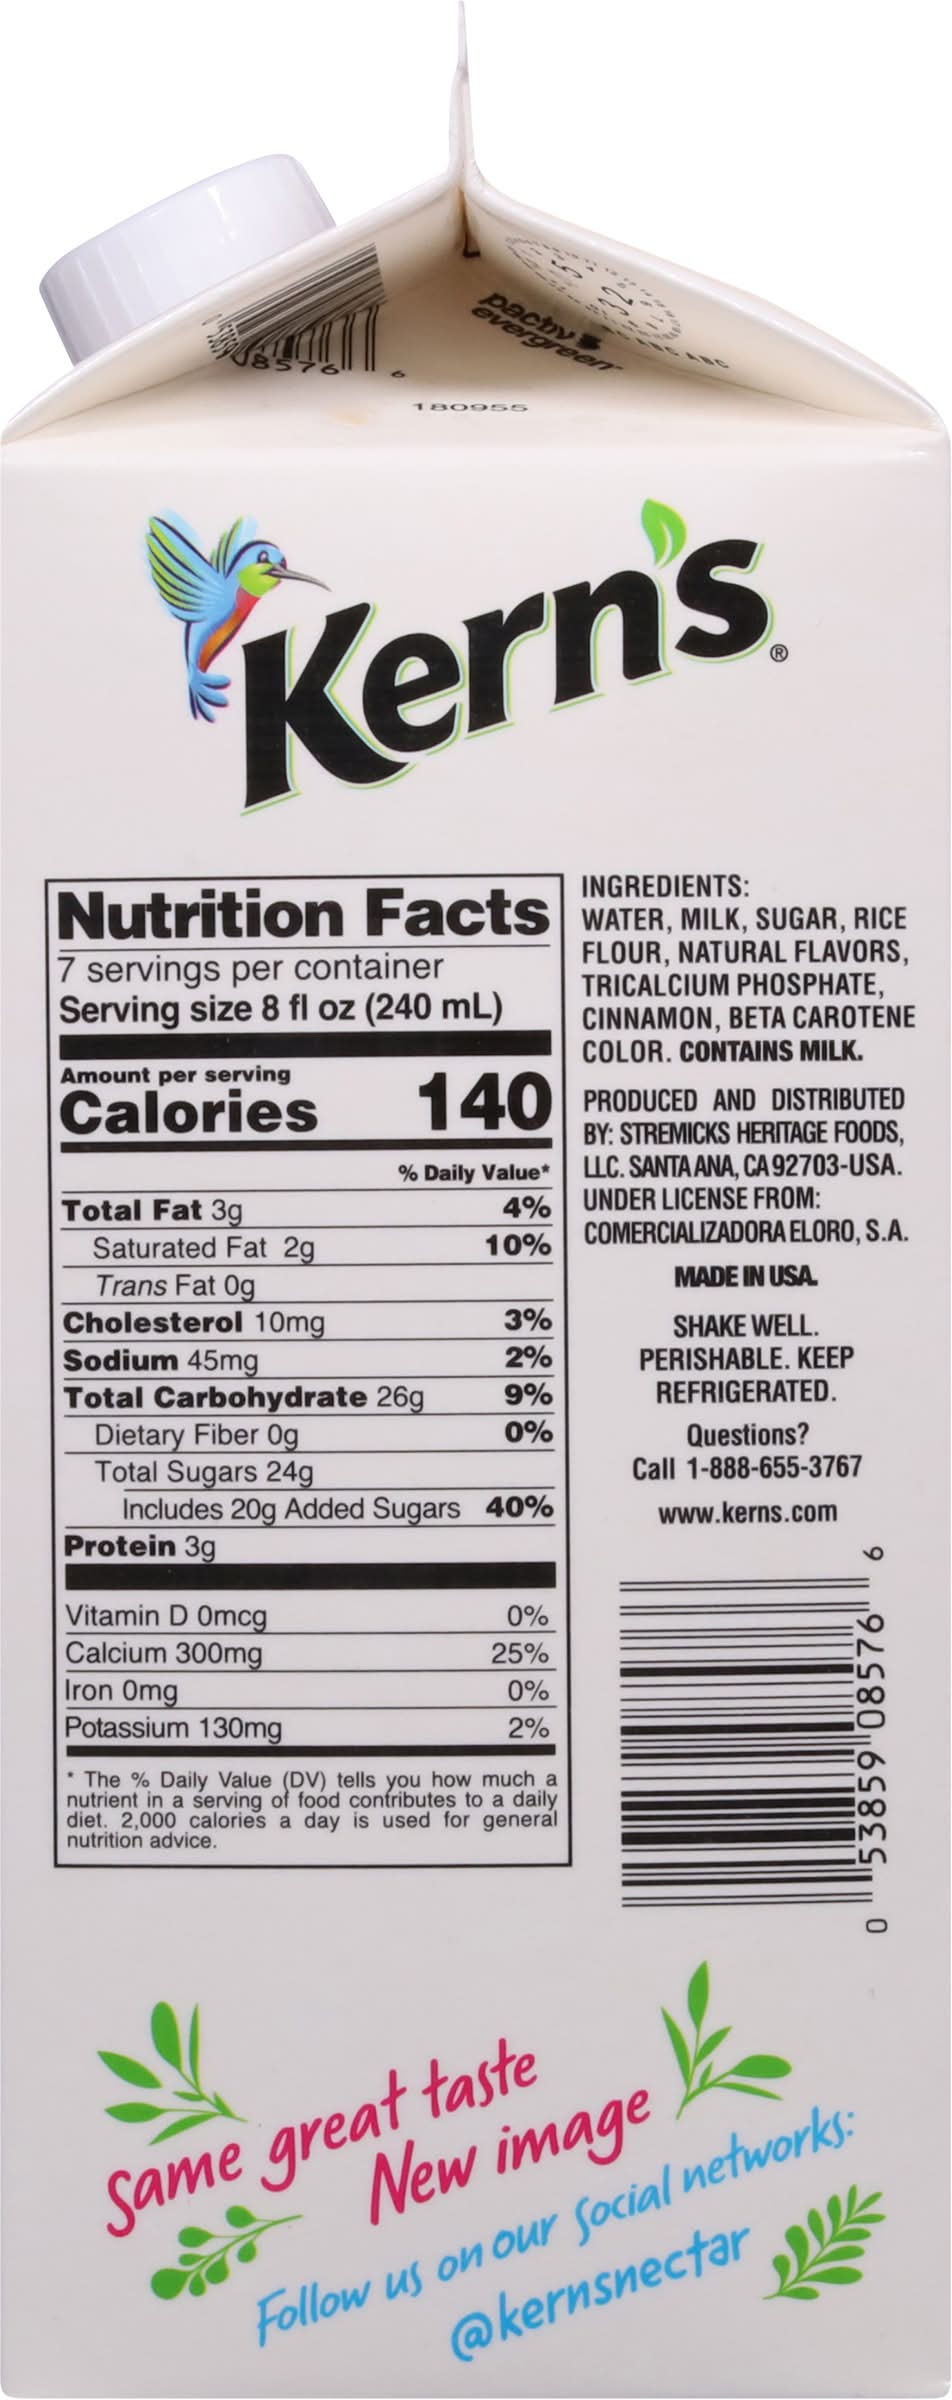 08576 6
pactiv
evergreen
180955
Kern's®
Nutrition Facts
7 servings per container
Serving size 8 fl oz (240 mL)
Amount per serving
Calories 140
% Daily Value*
Total Fat 3g 4%
Saturated Fat 2g 10%
Trans Fat 0g
Cholesterol 10mg 3%
Sodium 45mg 2%
Total Carbohydrate 26g 9%
Dietary Fiber 0g 0%
Total Sugars 24g
Includes 20g Added Sugars 40%
Protein 3g
Vitamin D 0mcg 0%
Calcium 300mg 25%
Iron 0mg 0%
Potassium 130mg 2%
* The % Daily Value (DV) tells you how much a
nutrient in a serving of food contributes to a daily
diet. 2,000 calories a day is used for general
nutrition advice.
INGREDIENTS:
WATER, MILK, SUGAR, RICE
FLOUR, NATURAL FLAVORS,
TRICALCIUM PHOSPHATE,
CINNAMON, BETA CAROTENE
COLOR. CONTAINS MILK.
PRODUCED AND DISTRIBUTED
BY: STREMICKS HERITAGE FOODS,
LLC. SANTA ANA, CA 92703-USA.
UNDER LICENSE FROM:
COMERCIALIZADORA ELORO, S.A.
MADE IN USA.
SHAKE WELL.
PERISHABLE. KEEP
REFRIGERATED.
Questions?
Call 1-888-655-3767
www.kerns.com
0 53859 08576 6
Same great taste
New image
Follow us on our Social networks:
@kernsnectar